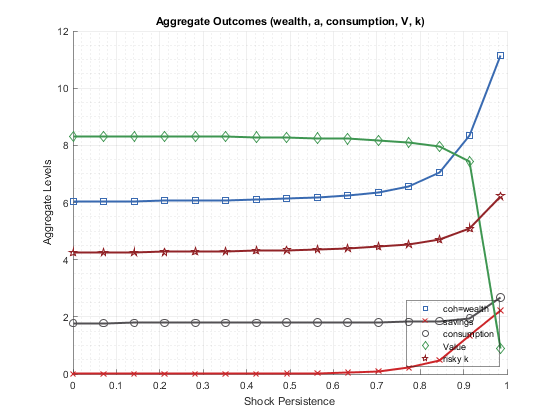 Aggregate Outcomes (wealth, a, consumption, V, k)
12
10
8
6
4
2
0
Aggregate Levels
coh=wealth
savings
consumption
Value
risky k
0 0.1 0.2 0.3 0.4 0.5 0.6 0.7 0.8 0.9 1
Shock Persistence